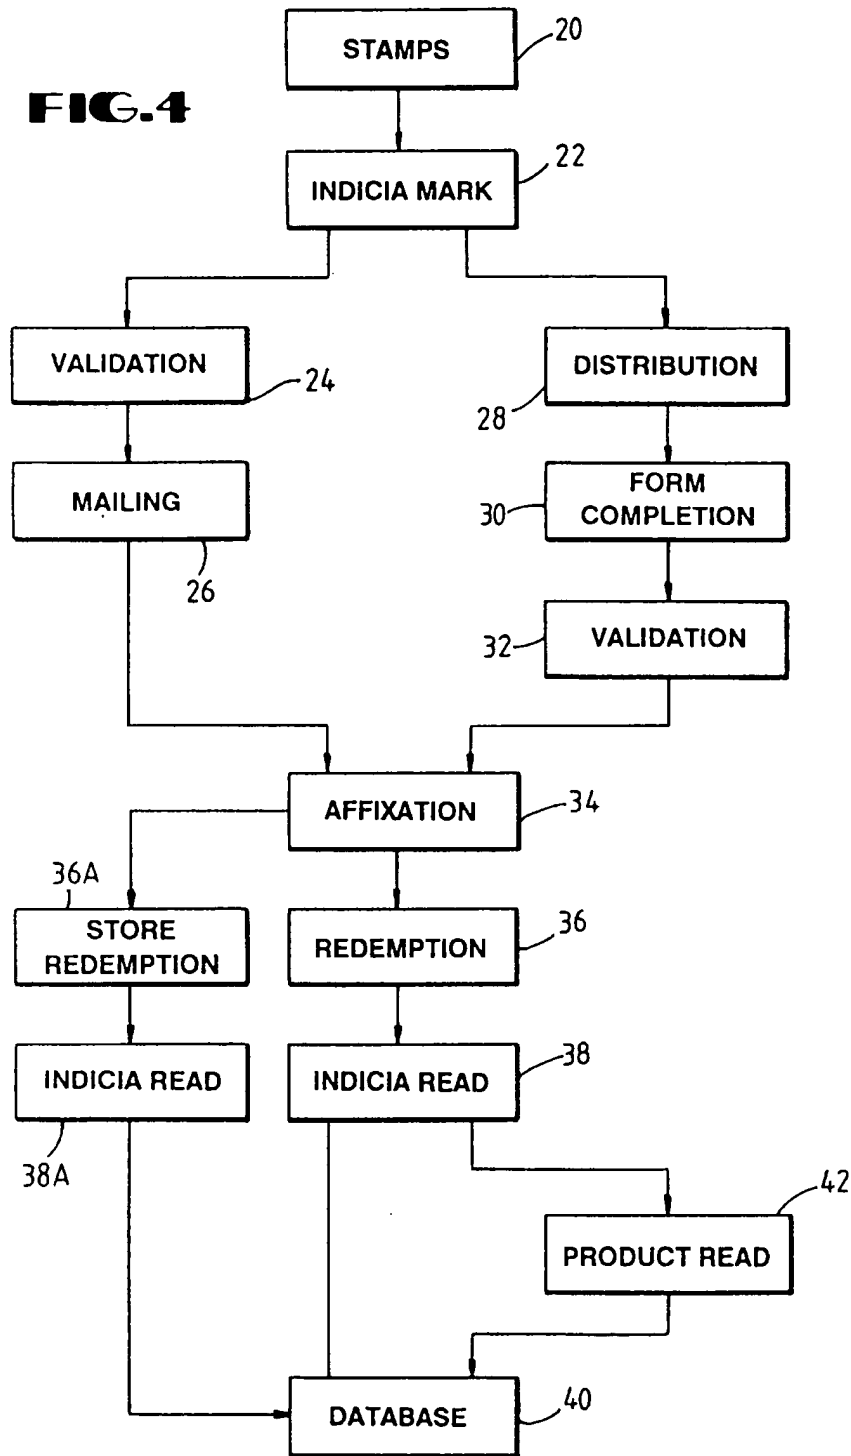 FIG.4
STAMPS
20
INDICIA MARK
22
VALIDATION
24
DISTRIBUTION
28
MAILING
26
FORM
COMPLETION
30
VALIDATION
32
AFFIXATION
34
36A
STORE
REDEMPTION
REDEMPTION
36
INDICIA READ
38A
INDICIA READ
38
PRODUCT READ
42
DATABASE
40